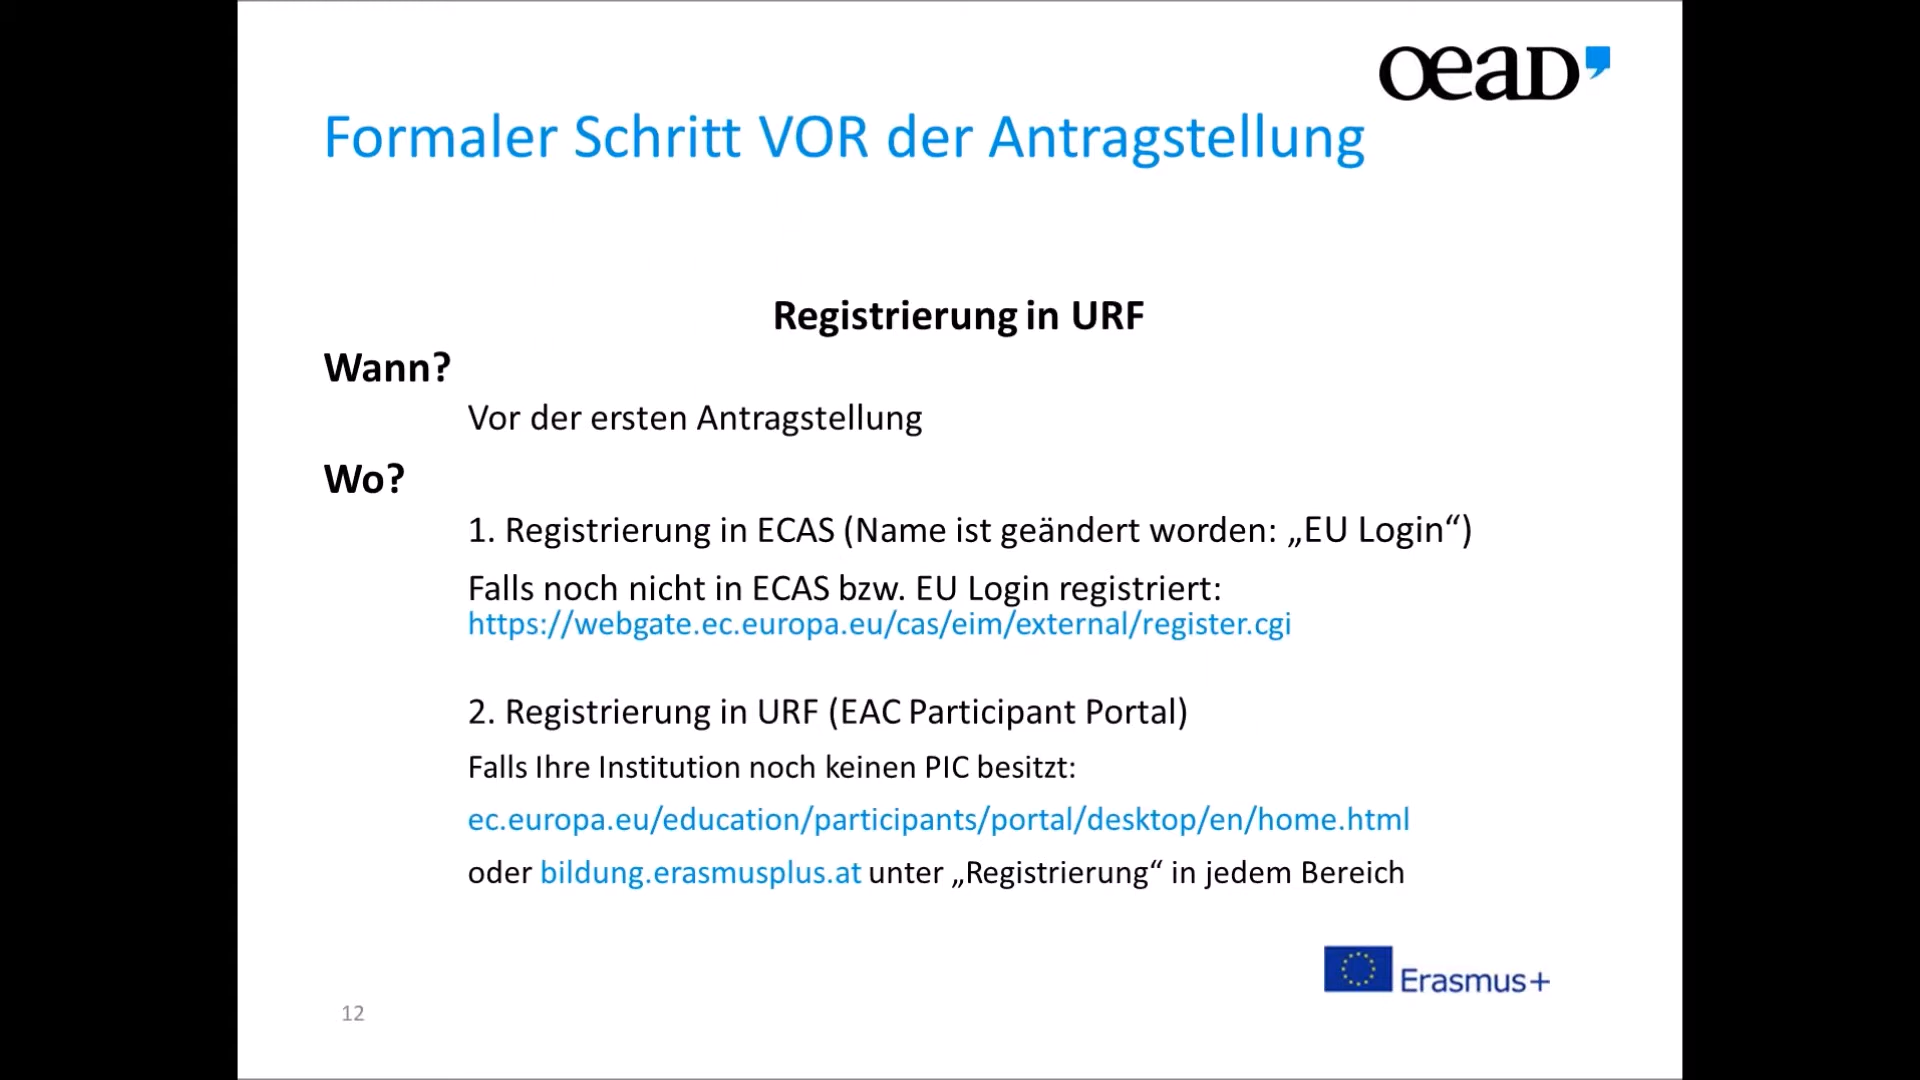 OeAD
Formaler Schritt VOR der Antragstellung
Registrierung in URF
Wann?
Vor der ersten Antragstellung
Wo?
1. Registrierung in ECAS (Name ist geändert worden: „EU Login“)
Falls noch nicht in ECAS bzw. EU Login registriert:
https://webgate.ec.europa.eu/cas/eim/external/register.cgi
2. Registrierung in URF (EAC Participant Portal)
Falls Ihre Institution noch keinen PIC besitzt:
ec.europa.eu/education/participants/portal/desktop/en/home.html
oder bildung.erasmusplus.at unter „Registrierung“ in jedem Bereich
Erasmus+
12